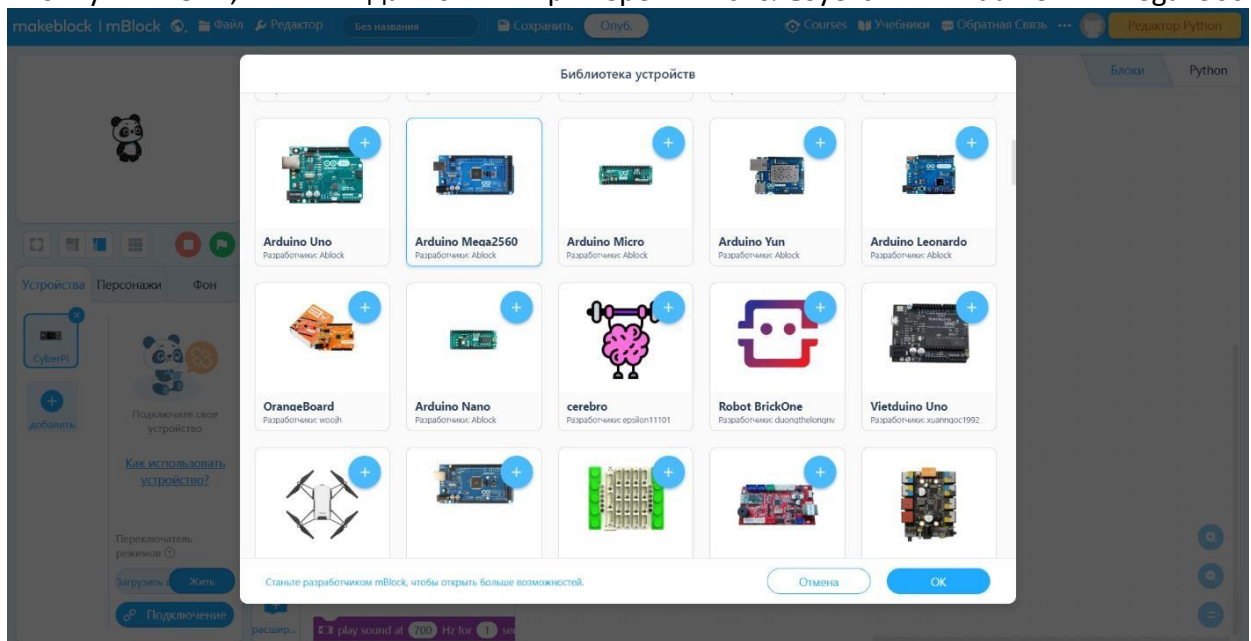 makeblock | mBlock Файл Редактор Без названия Сохранить Опуб. Courses Учебники Обратная Связь Редактор Python
Библиотека устройств
Блоки Python
Arduino Uno
Разработчики: Ablock
Arduino Mega2560
Разработчики: Ablock
Arduino Micro
Разработчики: Ablock
Arduino Yun
Разработчики: Ablock
Arduino Leonardo
Разработчики: Ablock
Устройства Персонажи Фон
CyberPi
добавить
Подключите свое
устройство
Как использовать
устройство?
OrangeBoard
Разработчики: woojh
Arduino Nano
Разработчики: Ablock
cerebro
Разработчики: epsilon11101
Robot BrickOne
Разработчики: duongthelongnv
Vietduino Uno
Разработчики: xuanngoc1992
Переключатель
режимов
Загрузить Жить
Подключение
Станьте разработчиком mBlock, чтобы открыть больше возможностей.
Отмена OK
расшир... play sound at 700 Hz for 1 se